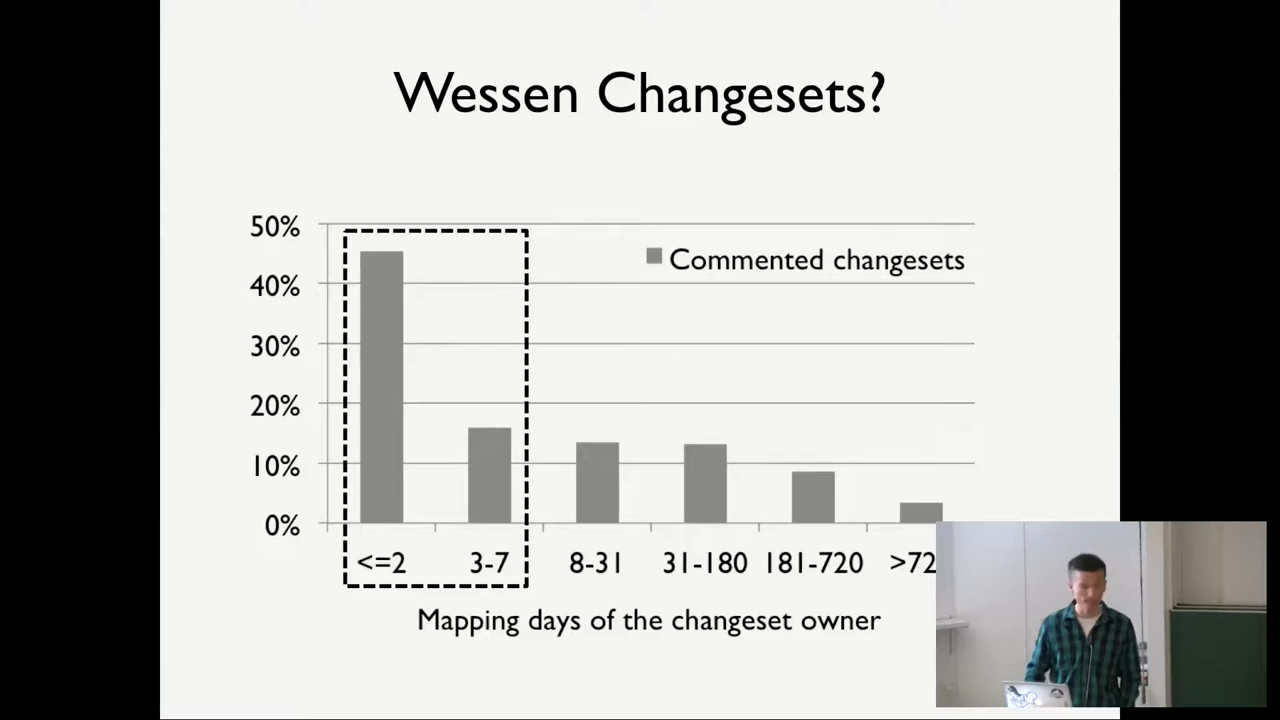 Wessen Changesets?
50%
Commented changesets
40%
30%
20%
10%
0%
<=2 3-7 8-31 31-180 181-720 >72
Mapping days of the changeset owner